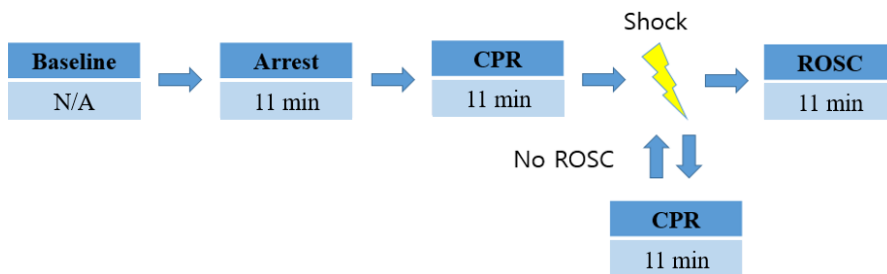 Shock
Baseline
N/A
Arrest
11 min
CPR
11 min
ROSC
11 min
No ROSC
CPR
11 min